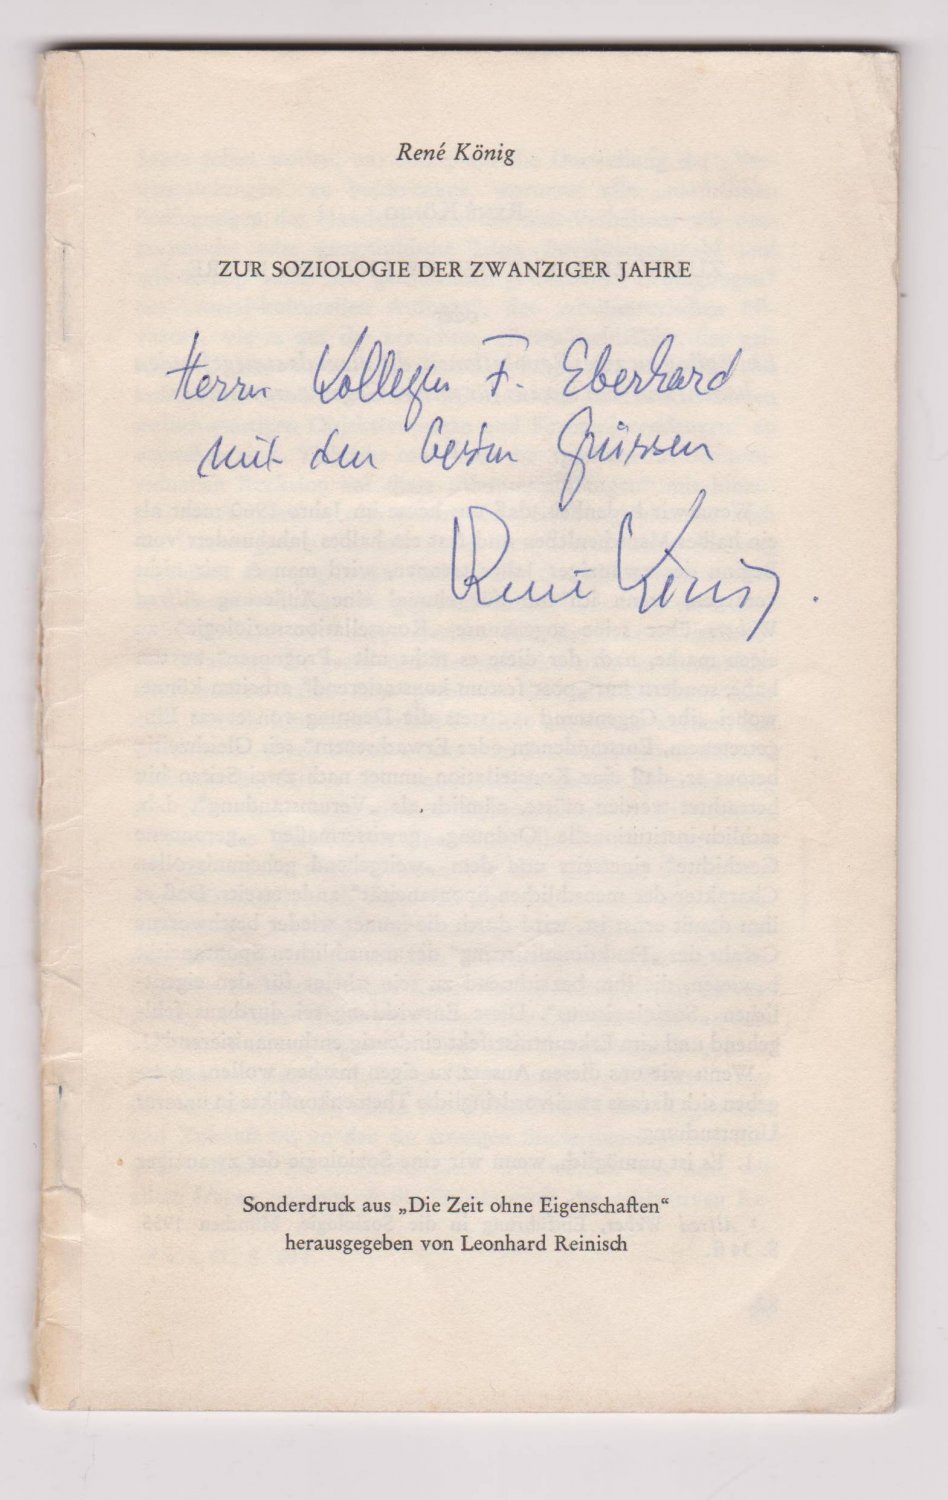 René König
ZUR SOZIOLOGIE DER ZWANZIGER JAHRE
Herrn Kollegen F. Eberhard
mit den besten Grüssen
René König.
Sonderdruck aus „Die Zeit ohne Eigenschaften“
herausgegeben von Leonhard Reinisch